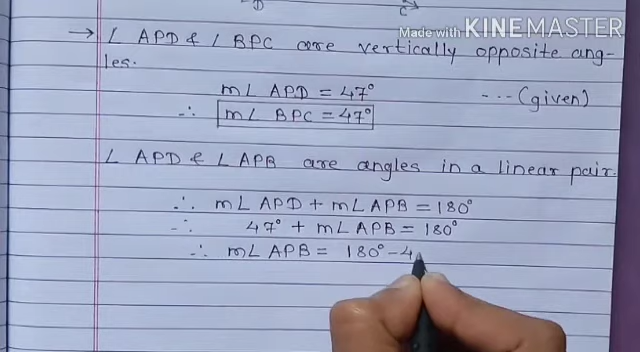 D
C
Made with KINEMASTER
→ ∠ APD & ∠ BPC are vertically opposite ang-
les.
m∠ APD = 47° --- (given)
∴ m∠ BPC = 47°
∠ APD & ∠ APB are angles in a linear pair.
∴ m∠ APD + m∠ APB = 180°
∴ 47° + m∠ APB = 180°
∴ m∠ APB = 180° - 4